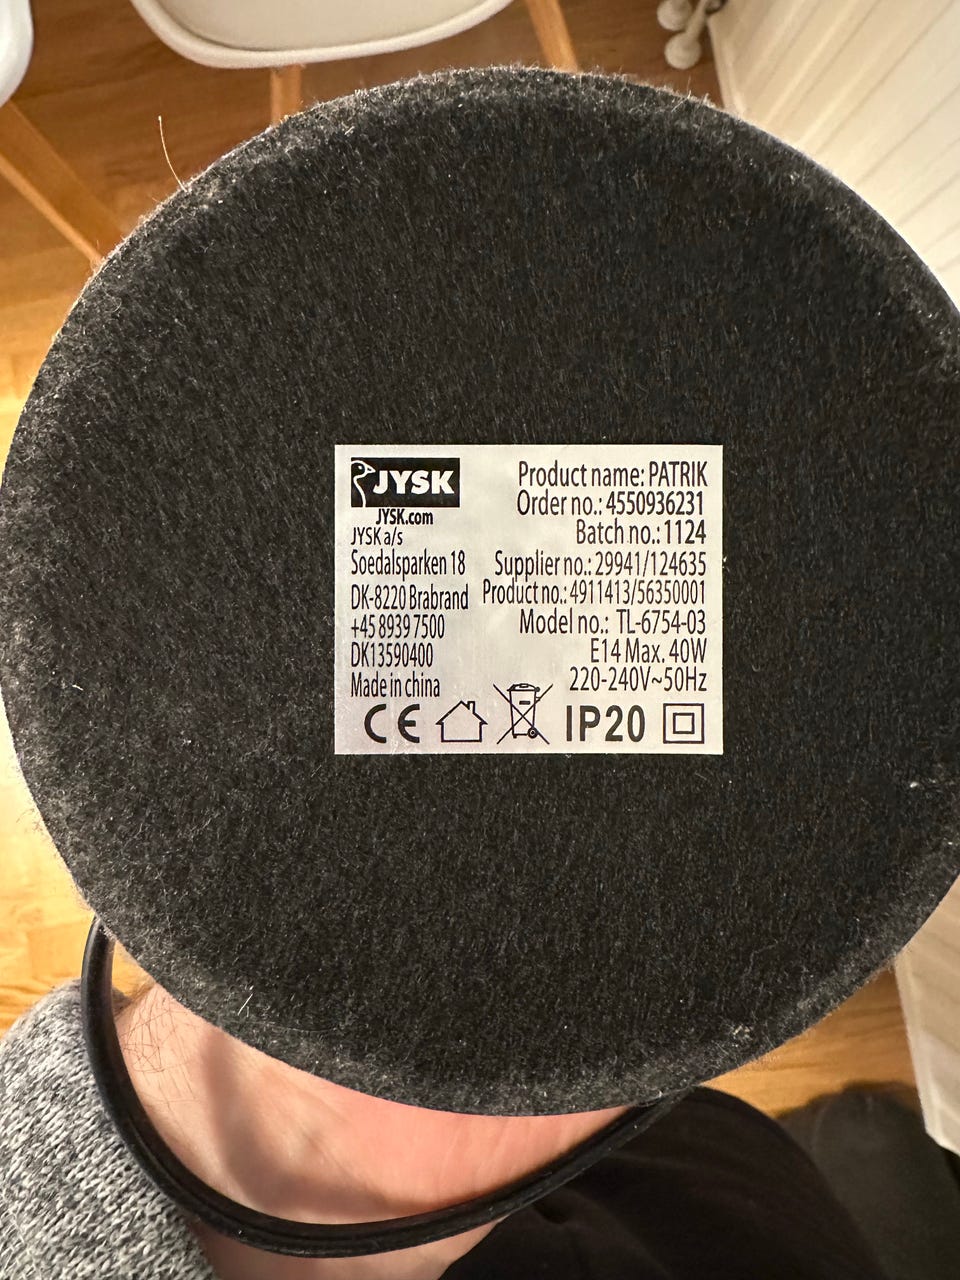 JYSK
JYSK.com
JYSK a/s
Soedalsparken 18
DK-8220 Brabrand
+45 8939 7500
DK13590400
Made in china
Product name: PATRIK
Order no.: 4550936231
Batch no.: 1124
Supplier no.: 29941/124635
Product no.: 4911413/56350001
Model no.: TL-6754-03
E14 Max. 40W
220-240V~50Hz
CE IP20